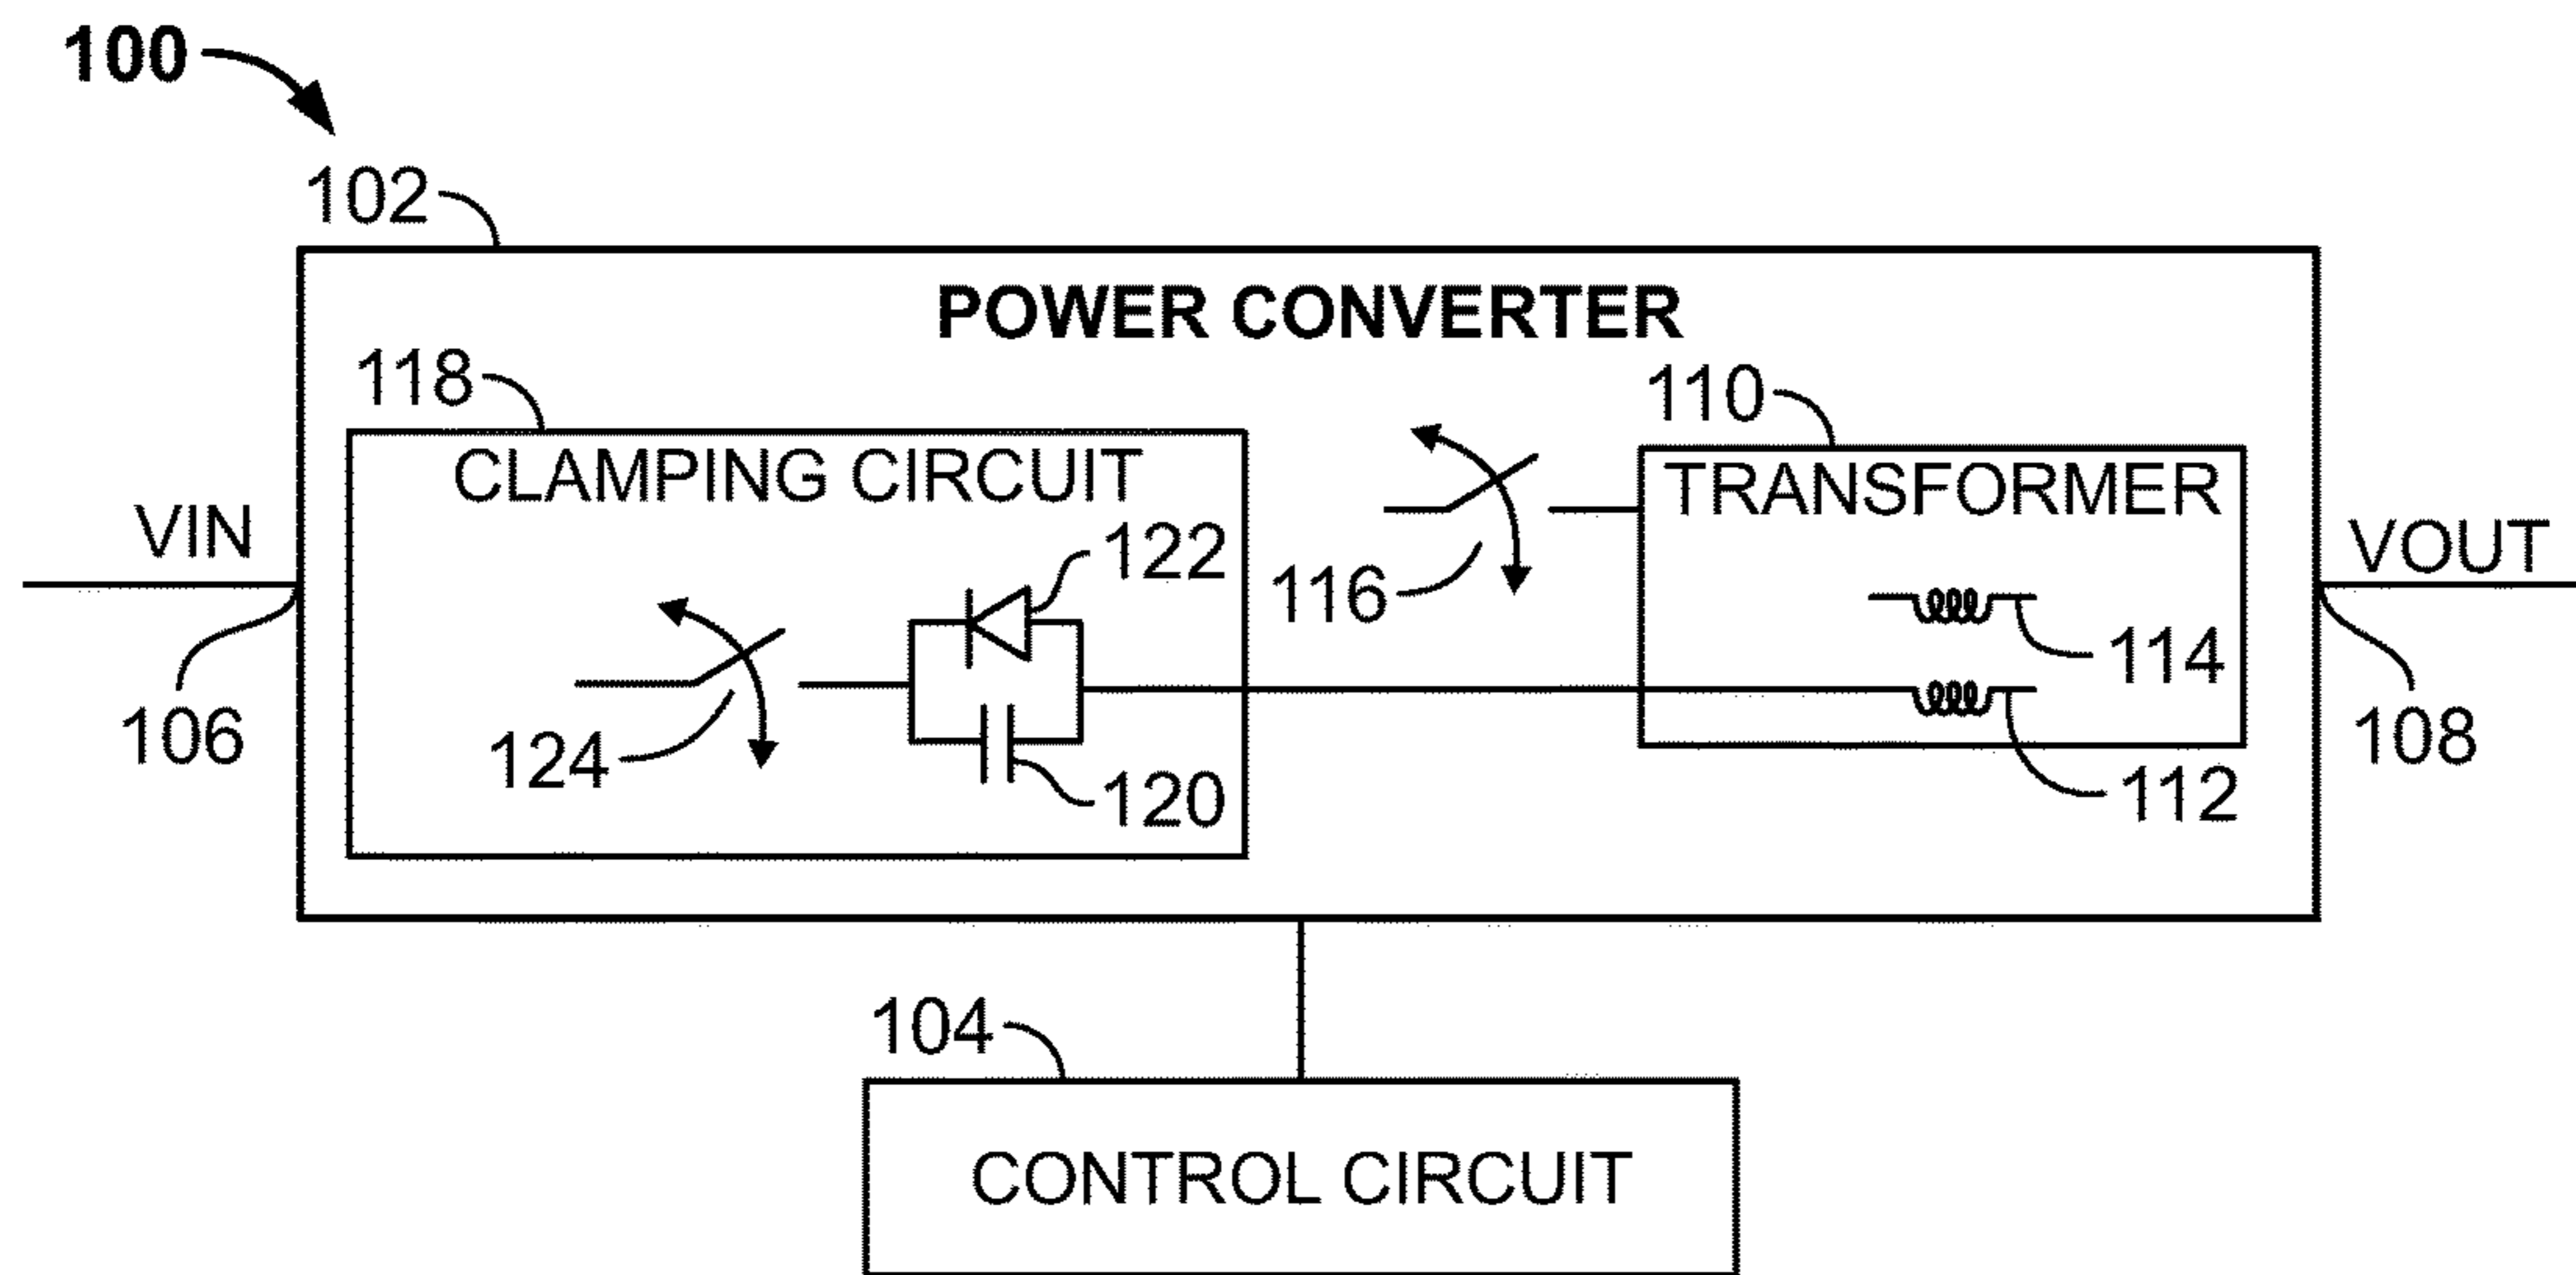 100
102
POWER CONVERTER
118
110
CLAMPING CIRCUIT
TRANSFORMER
VIN
VOUT
122
116
114
106
124
120
112
108
104
CONTROL CIRCUIT